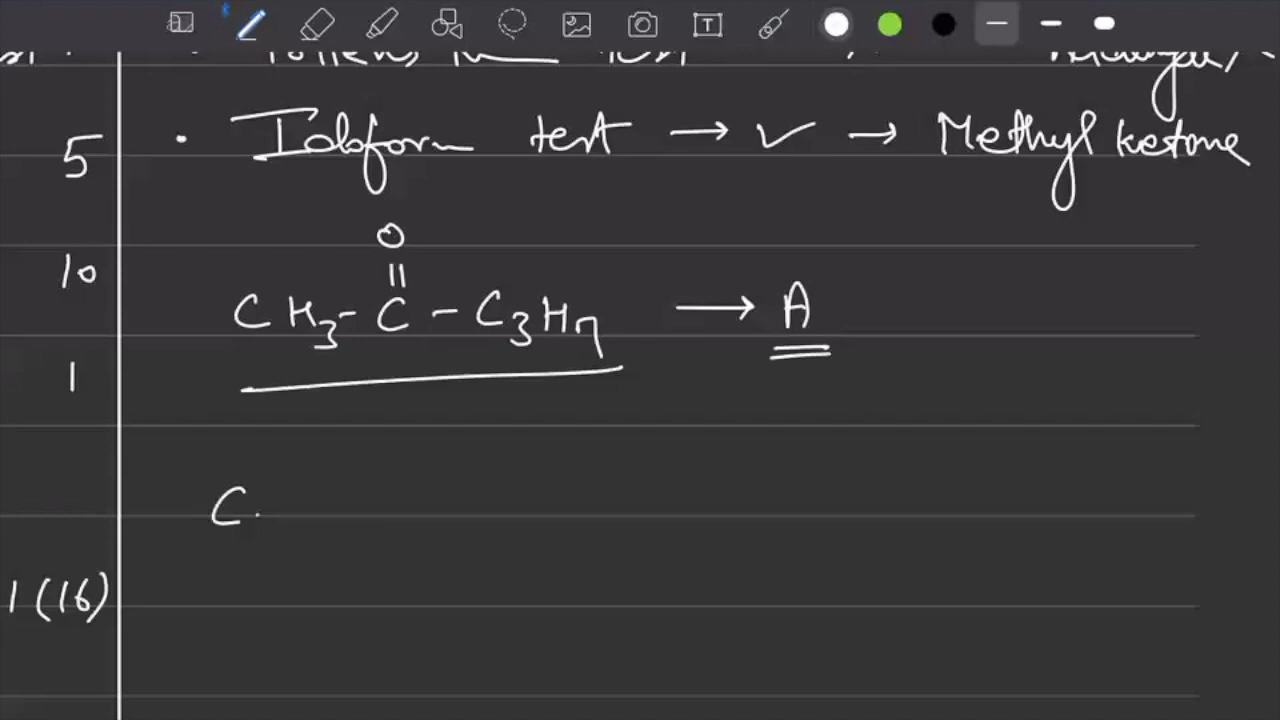 5 · Iodoform test → ✓ → Methyl ketone
10
O
||
CH3-C-C3H7 → A
1
C.
1(16)